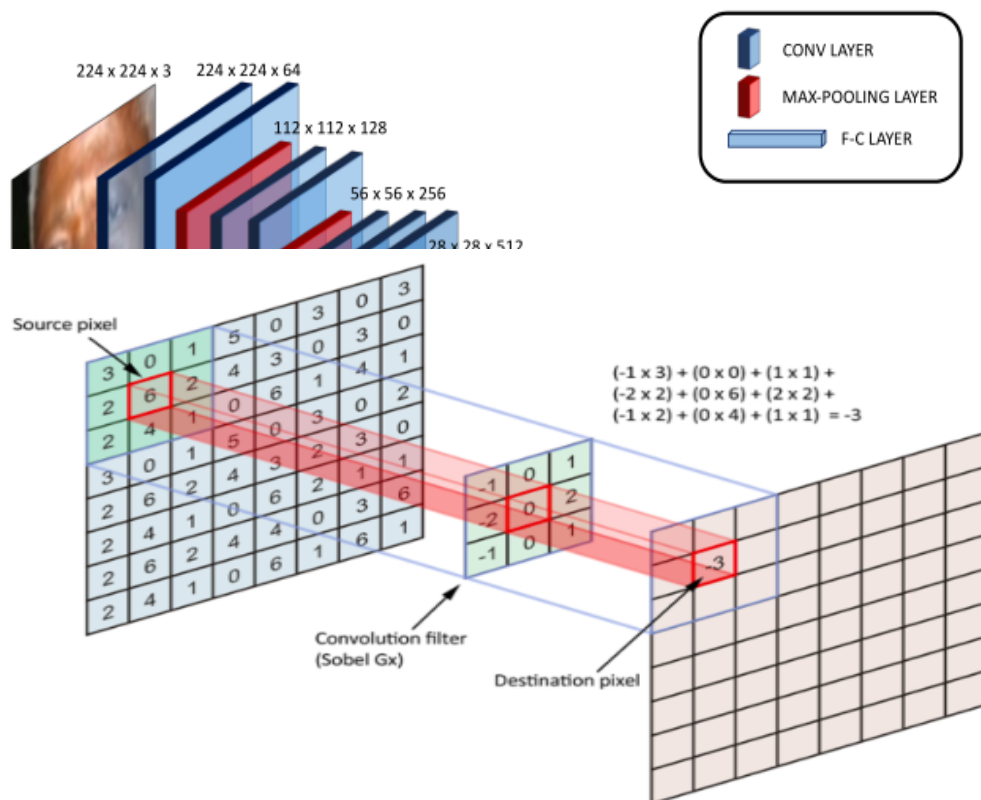 224 x 224 x 3
224 x 224 x 64
112 x 112 x 128
56 x 56 x 256
28 x 28 x 512
CONV LAYER
MAX-POOLING LAYER
F-C LAYER
Source pixel
3 0 1 5 0 3 0 3
2 6 2 4 3 0 3 0
2 4 1 0 6 1 4 1
3 0 1 5 0 3 0 2
2 6 2 4 3 2 3 0
2 4 1 0 6 2 1 1
2 6 2 4 4 0 3 6
2 4 1 0 6 1 6 1
(-1 x 3) + (0 x 0) + (1 x 1) +
(-2 x 2) + (0 x 6) + (2 x 2) +
(-1 x 2) + (0 x 4) + (1 x 1) = -3
-1 0 1
-2 0 2
-1 0 1
-3
Convolution filter
(Sobel Gx)
Destination pixel